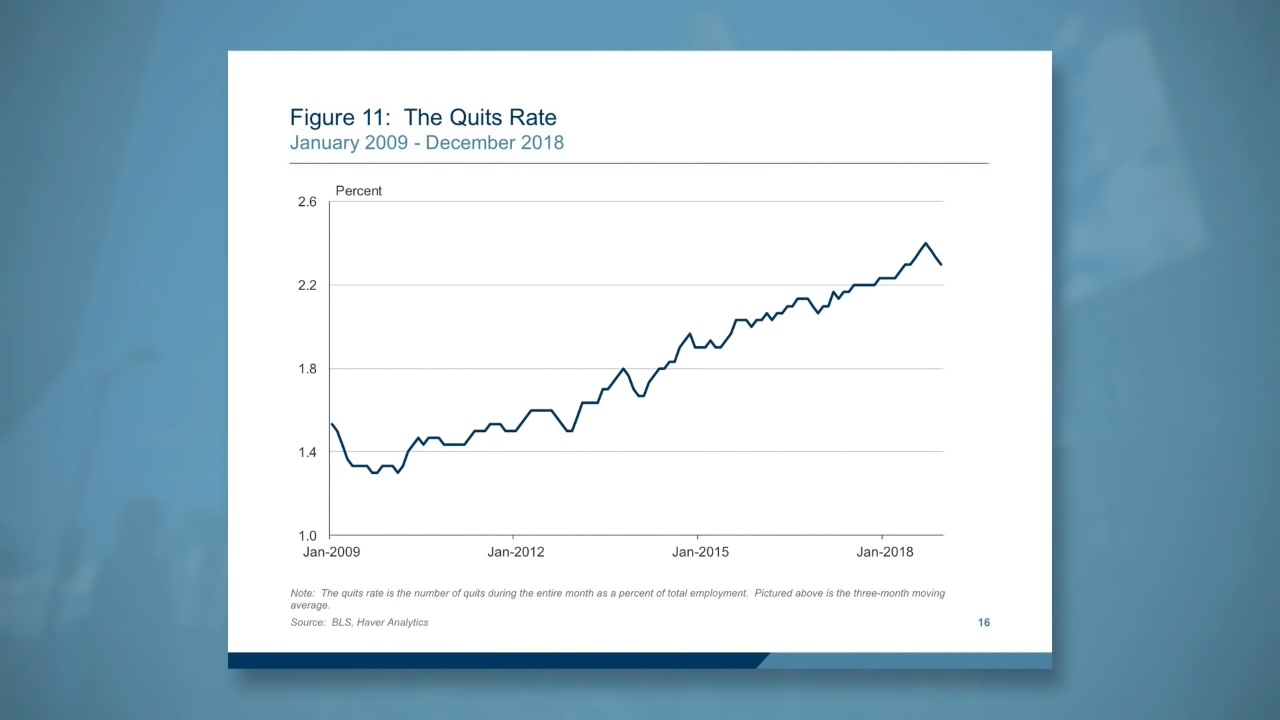 Figure 11:  The Quits Rate
January 2009 - December 2018
Percent
2.6
2.2
1.8
1.4
1.0
Jan-2009 Jan-2012 Jan-2015 Jan-2018
Note:  The quits rate is the number of quits during the entire month as a percent of total employment.  Pictured above is the three-month moving
average.
Source:  BLS, Haver Analytics
16